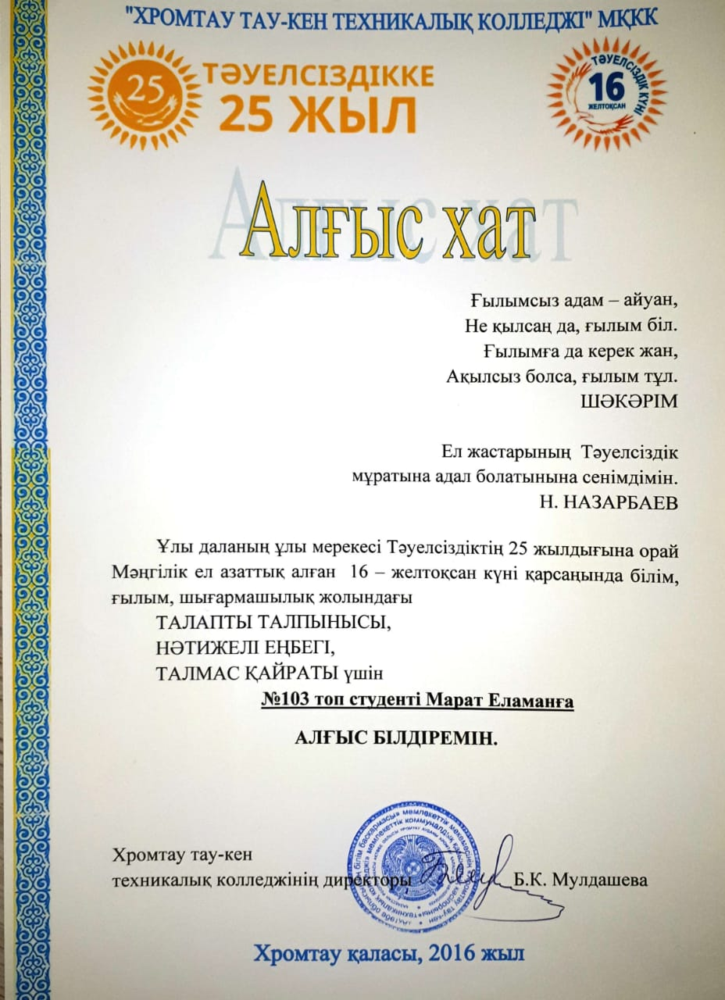 "ХРОМТАУ ТАУ-КЕН ТЕХНИКАЛЫҚ КОЛЛЕДЖІ" МҚКК
25
ТӘУЕЛСІЗДІККЕ
25 ЖЫЛ
ТӘУЕЛСІЗДІК КҮНІ
16
ЖЕЛТОҚСАН
Алғыс хат
Ғылымсыз адам – айуан,
Не қылсаң да, ғылым біл.
Ғылымға да керек жан,
Ақылсыз болса, ғылым тұл.
ШӘКӘРІМ
Ел жастарының Тәуелсіздік
мұратына адал болатынына сенімдімін.
Н. НАЗАРБАЕВ
Ұлы даланың ұлы мерекесі Тәуелсіздіктің 25 жылдығына орай
Мәңгілік ел азаттық алған 16 – желтоқсан күні қарсаңында білім,
ғылым, шығармашылық жолындағы
ТАЛАПТЫ ТАЛПЫНЫСЫ,
НӘТИЖЕЛІ ЕҢБЕГІ,
ТАЛМАС ҚАЙРАТЫ үшін
№103 топ студенті Марат Еламанға
АЛҒЫС БІЛДІРЕМІН.
Хромтау тау-кен
техникалық колледжінің директоры Б.К. Мулдашева
Хромтау қаласы, 2016 жыл